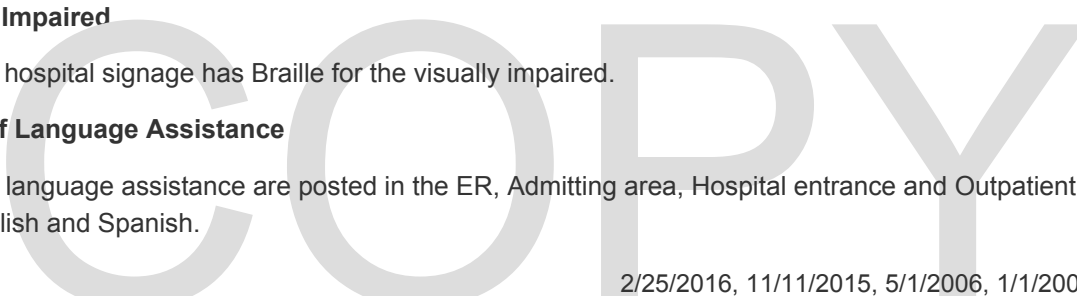 Impaired
hospital signage has Braille for the visually impaired.
f Language Assistance
language assistance are posted in the ER, Admitting area, Hospital entrance and Outpatient
lish and Spanish.
2/25/2016, 11/11/2015, 5/1/2006, 1/1/200
COPY